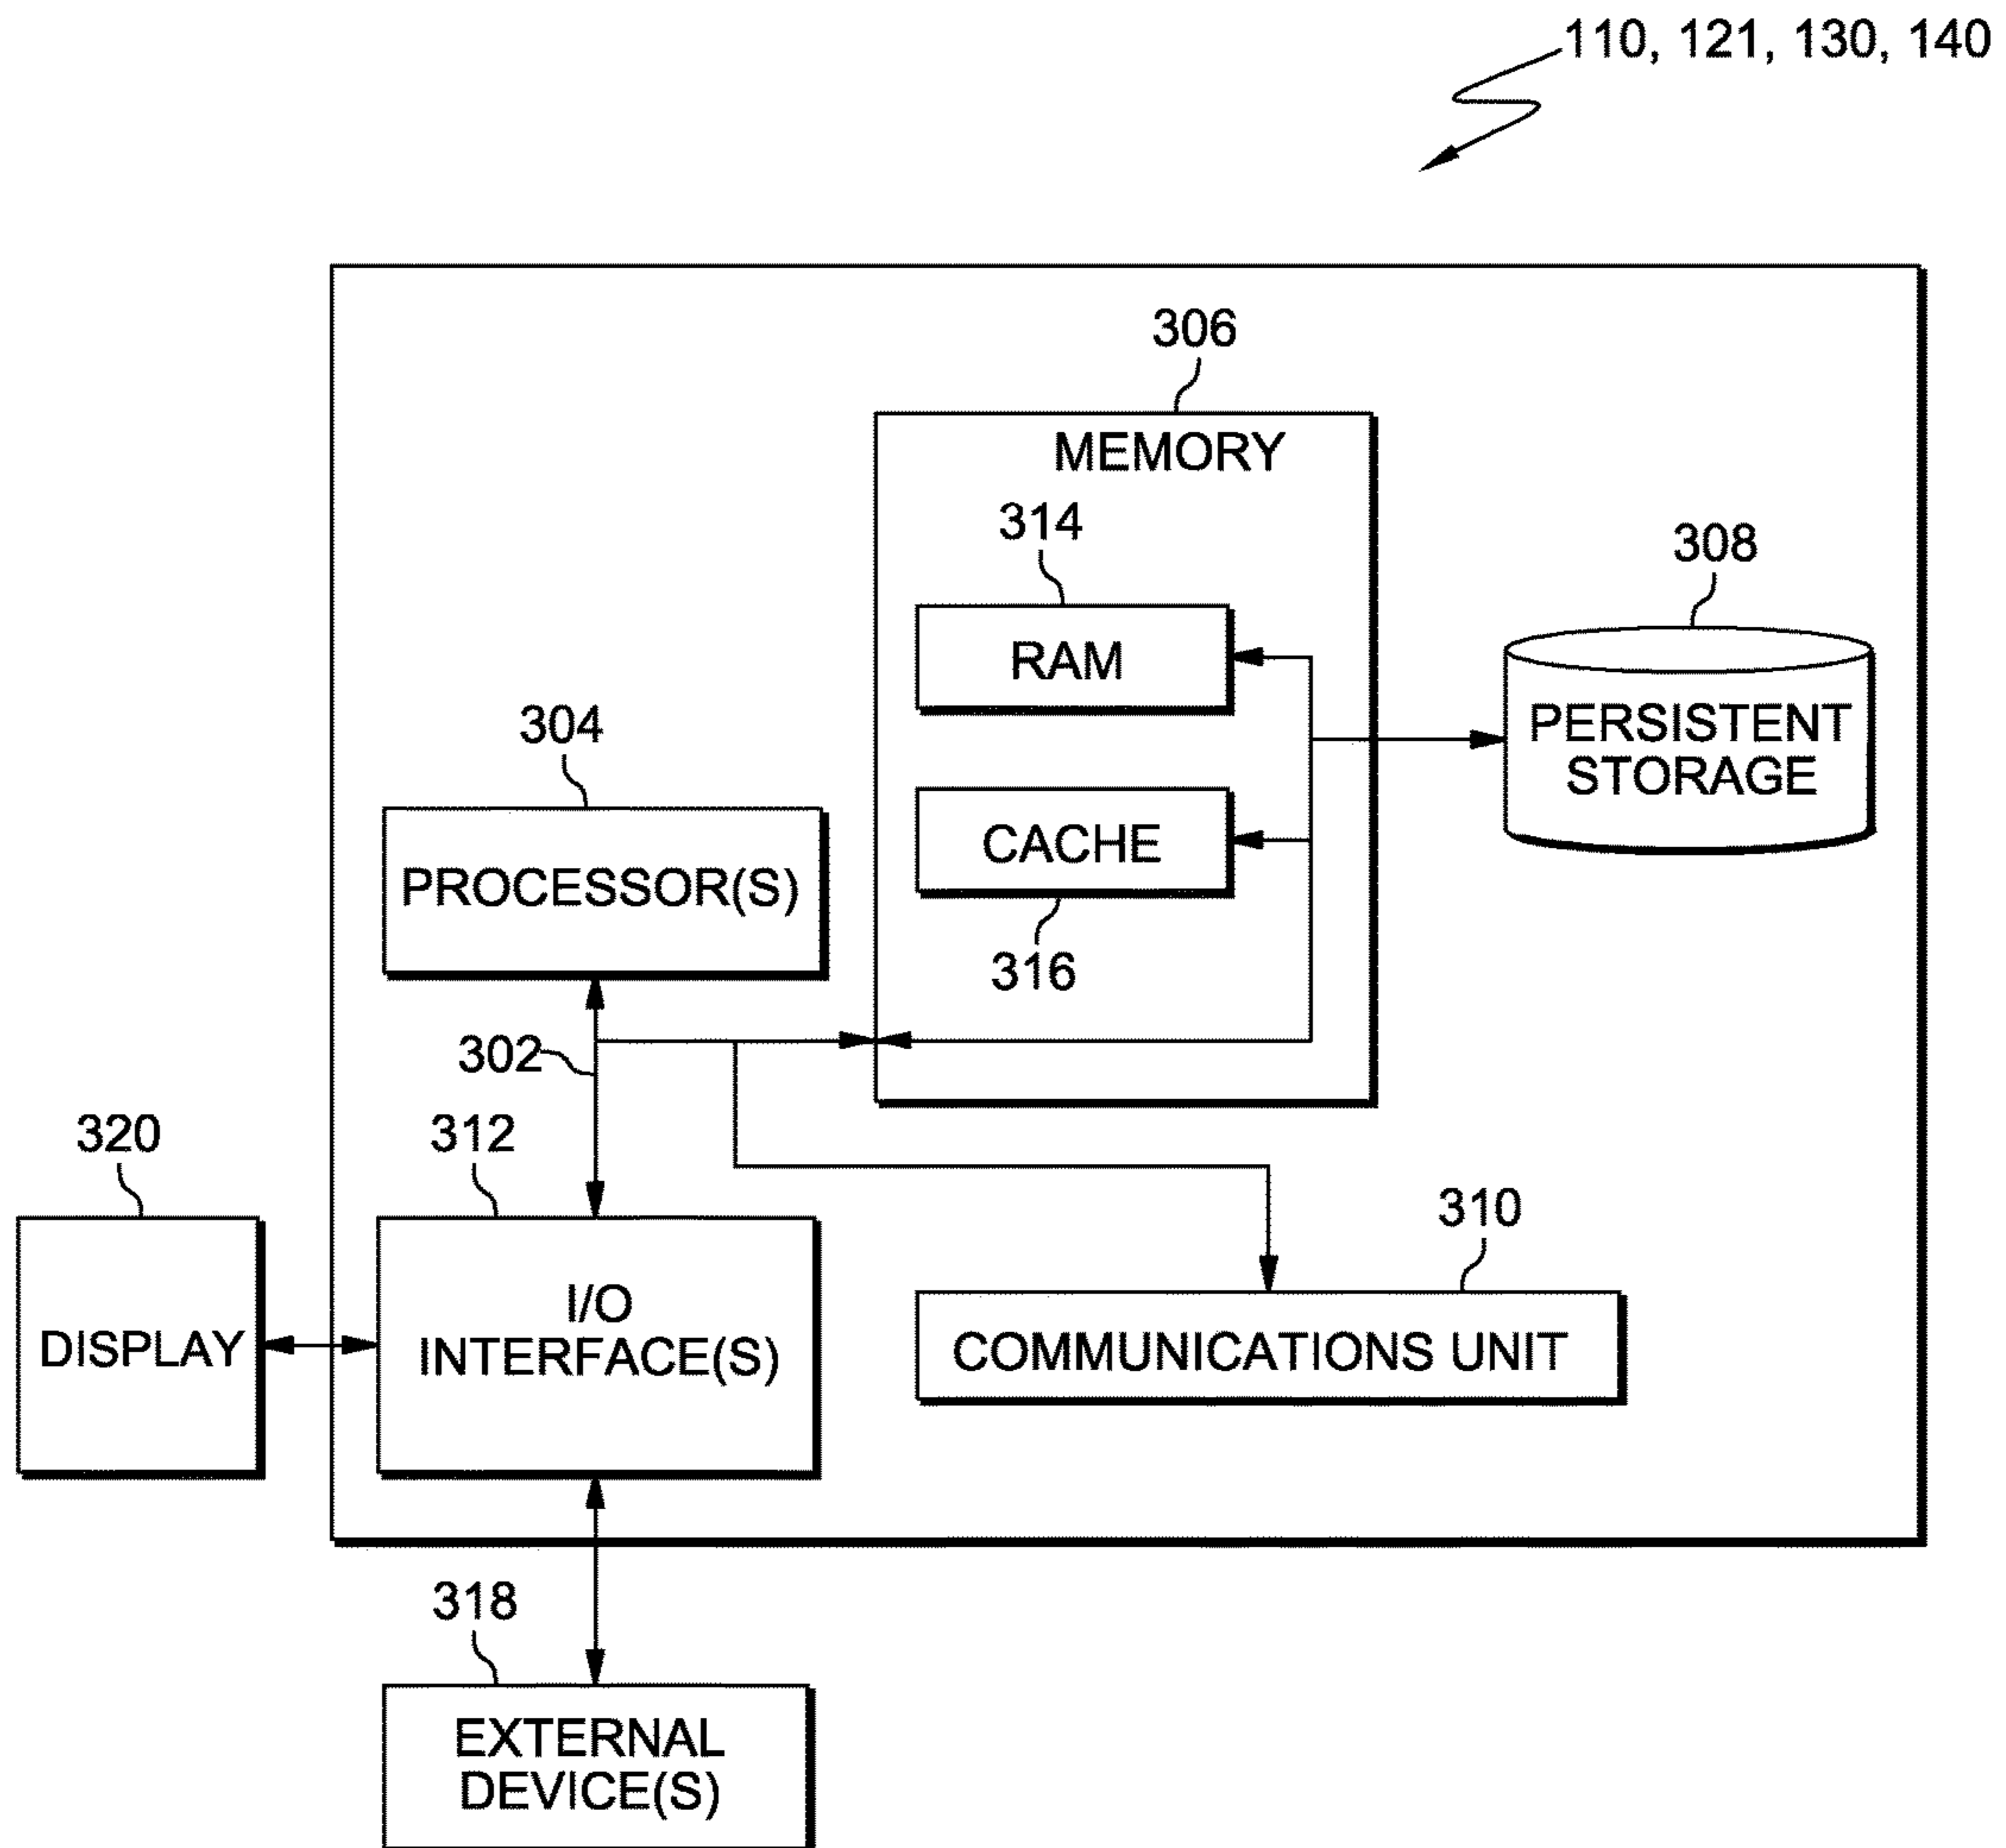 110, 121, 130, 140
306
MEMORY
314
308
RAM
PERSISTENT
STORAGE
304
CACHE
PROCESSOR(S)
316
302
320
312
310
I/O
INTERFACE(S)
DISPLAY
COMMUNICATIONS UNIT
318
EXTERNAL
DEVICE(S)